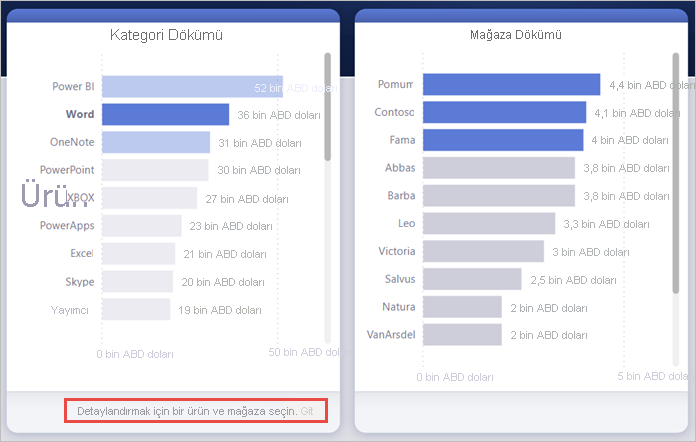 Kategori Dökümü
Power BI 52 bin ABD doları
Word 36 bin ABD doları
OneNote 31 bin ABD doları
PowerPoint 30 bin ABD doları
Ürün
XBOX 27 bin ABD doları
PowerApps 23 bin ABD doları
Excel 21 bin ABD doları
Skype 20 bin ABD doları
Yayımcı 19 bin ABD doları
0 bin ABD doları 50 bin ABD doları
Detaylandırmak için bir ürün ve mağaza seçin. Git
Mağaza Dökümü
Pomum 4,4 bin ABD doları
Contoso 4,1 bin ABD doları
Fama 4 bin ABD doları
Abbas 3,8 bin ABD doları
Barba 3,8 bin ABD doları
Leo 3,3 bin ABD doları
Victoria 3 bin ABD doları
Salvus 2,5 bin ABD doları
Natura 2 bin ABD doları
VanArsdel 2 bin ABD doları
0 bin ABD doları 5 bin ABD doları